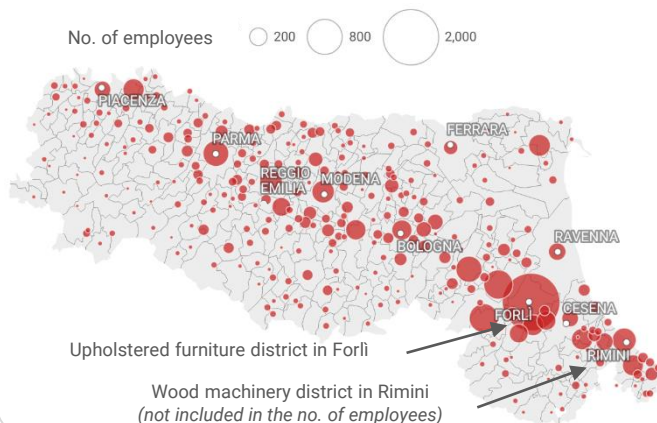 No. of employees
200
800
2,000
PIACENZA
PARMA
FERRARA
REGGIO
EMILIA
MODENA
BOLOGNA
RAVENNA
FORLÌ
CESENA
RIMINI
Upholstered furniture district in Forlì
Wood machinery district in Rimini
(not included in the no. of employees)